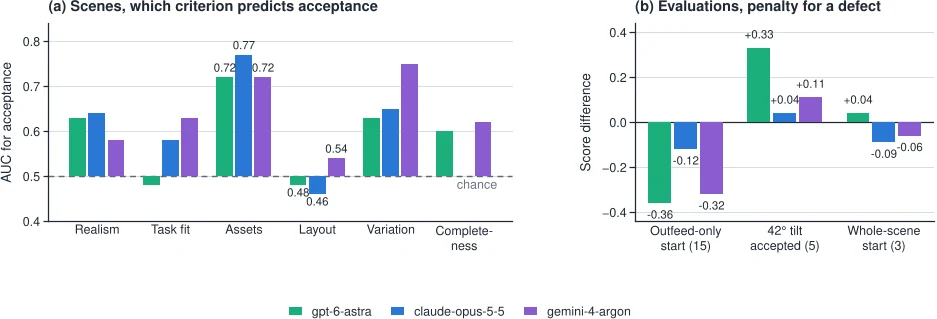 (a) Scenes, which criterion predicts acceptance
AUC for acceptance
0.8
0.7
0.6
0.5
0.4
0.72
0.77
0.72
0.48
0.46
0.54
chance
Realism
Task fit
Assets
Layout
Variation
Complete-
ness
(b) Evaluations, penalty for a defect
Score difference
0.4
0.2
0.0
−0.2
−0.4
-0.36
-0.12
-0.32
+0.33
+0.04
+0.11
+0.04
-0.09
-0.06
Outfeed-only
start (15)
42° tilt
accepted (5)
Whole-scene
start (3)
gpt-6-astra
claude-opus-5-5
gemini-4-argon